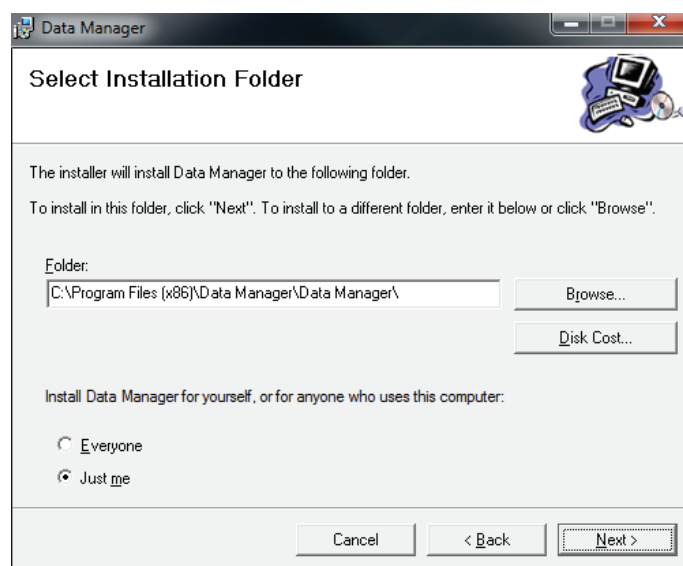 Data Manager
Select Installation Folder
The installer will install Data Manager to the following folder.
To install in this folder, click "Next". To install to a different folder, enter it below or click "Browse".
Folder:
C:\Program Files (x86)\Data Manager\Data Manager\
Browse...
Disk Cost...
Install Data Manager for yourself, or for anyone who uses this computer:
Everyone
Just me
Cancel
< Back
Next >